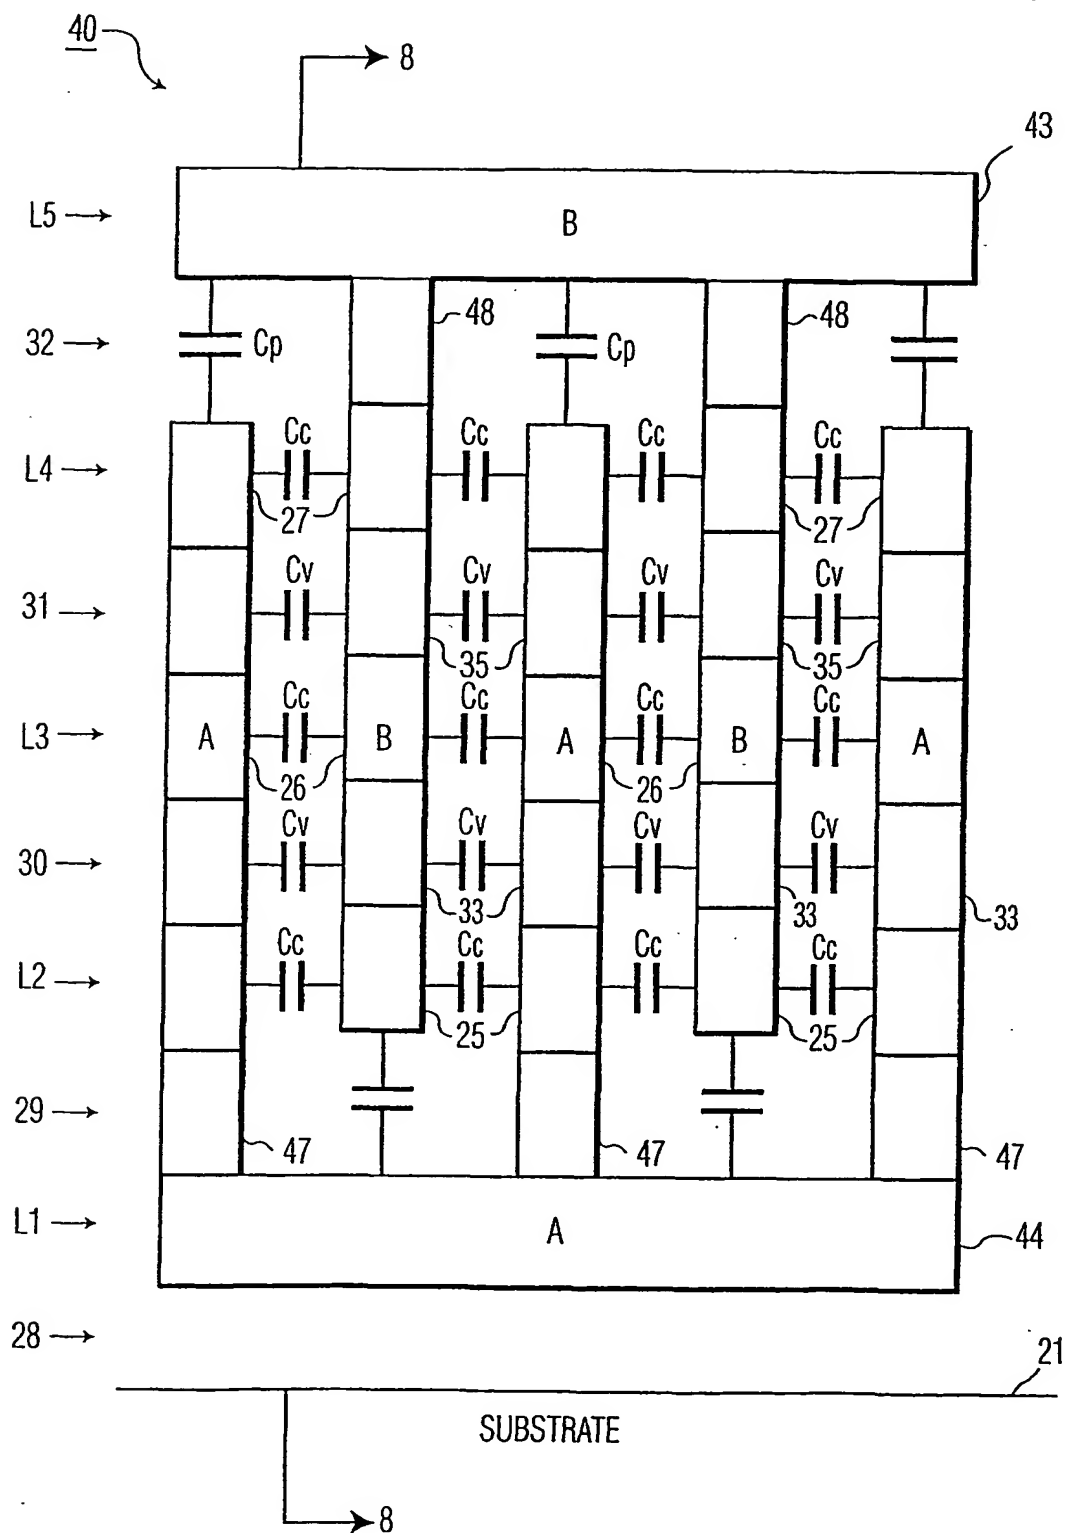 40
8
43
L5 →
B
48
48
32 →
Cp
Cp
Cc
Cc
Cc
Cc
L4 →
27
27
Cv
Cv
Cv
Cv
31 →
35
35
Cc
Cc
Cc
Cc
L3 →
A
B
A
B
A
26
26
Cv
Cv
Cv
Cv
30 →
33
33
33
Cc
Cc
Cc
Cc
L2 →
25
25
29 →
47
47
47
L1 →
A
44
28 →
21
SUBSTRATE
8